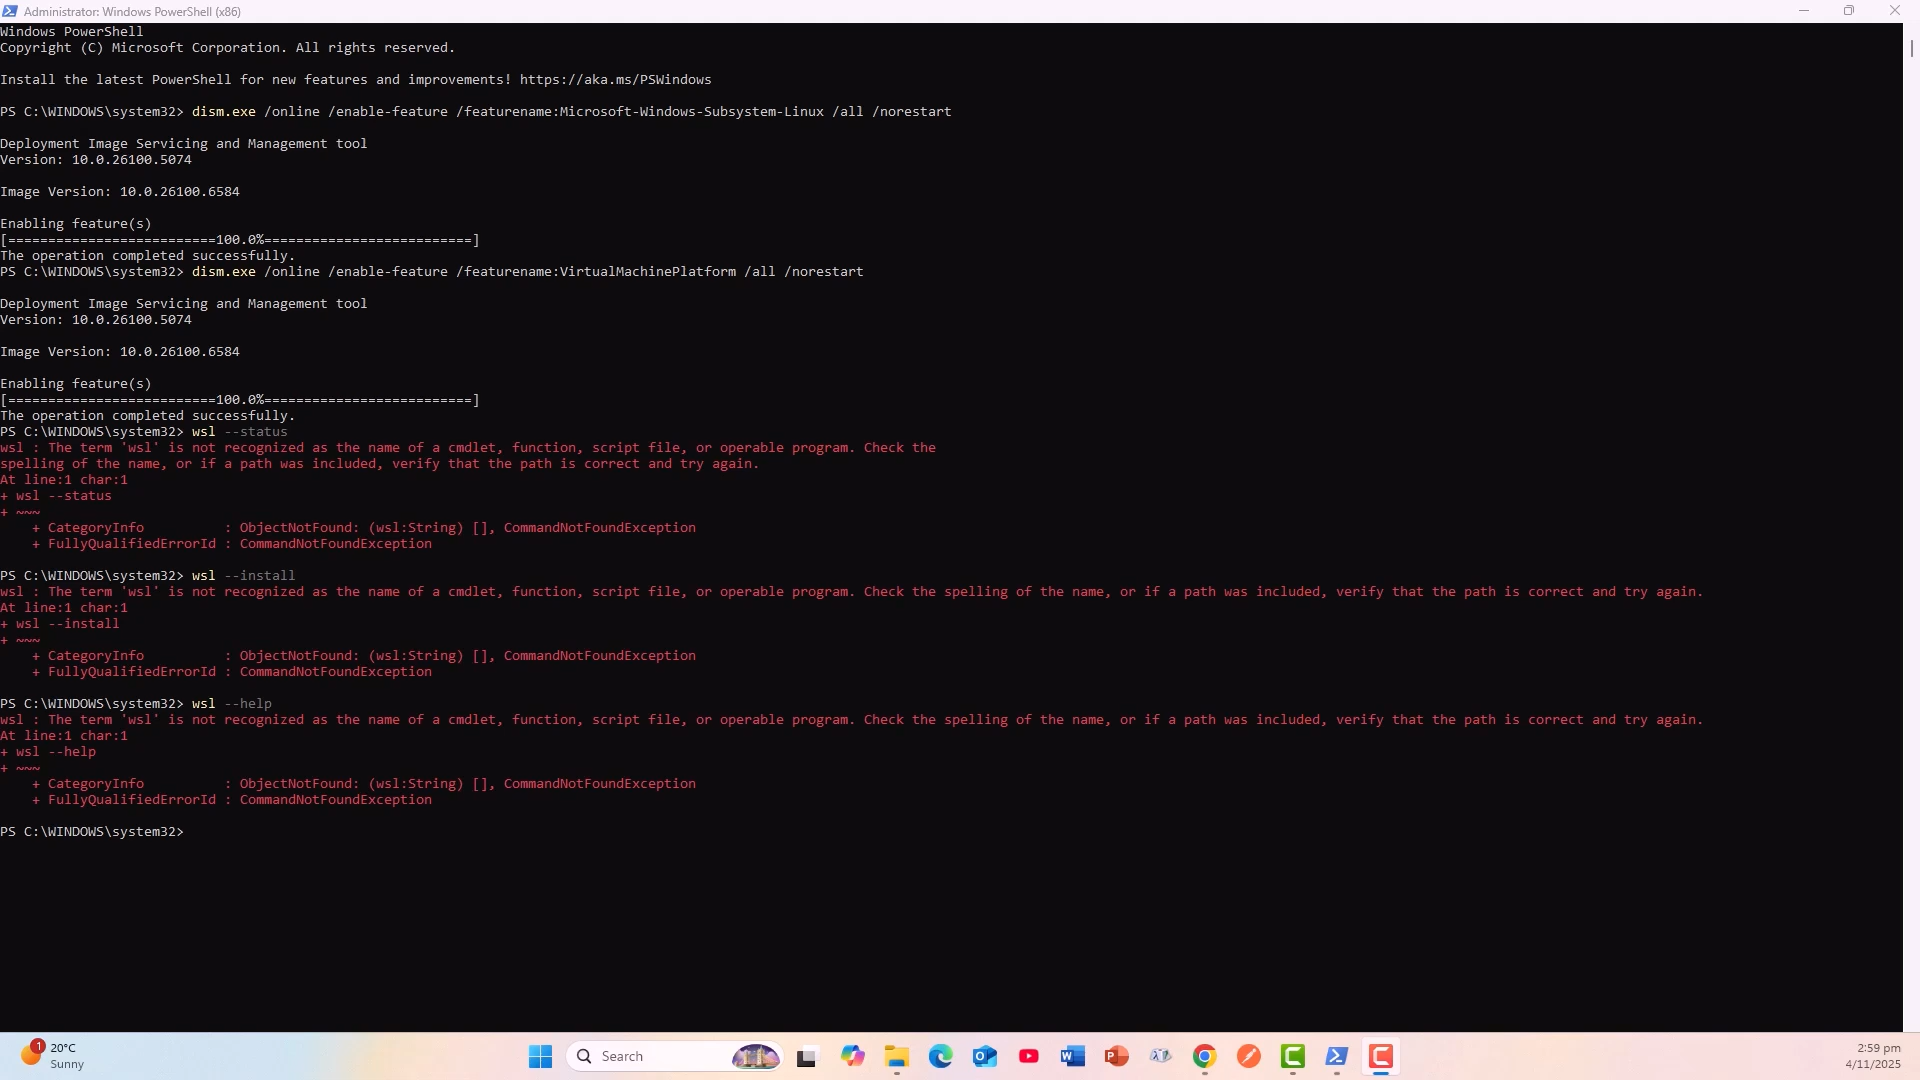 Administrator: Windows PowerShell (x86)
Windows PowerShell
Copyright (C) Microsoft Corporation. All rights reserved.
Install the latest PowerShell for new features and improvements! https://aka.ms/PSWindows
PS C:\WINDOWS\system32> dism.exe /online /enable-feature /featurename:Microsoft-Windows-Subsystem-Linux /all /norestart
Deployment Image Servicing and Management tool
Version: 10.0.26100.5074
Image Version: 10.0.26100.6584
Enabling feature(s)
[==========================100.0%==========================]
The operation completed successfully.
PS C:\WINDOWS\system32> dism.exe /online /enable-feature /featurename:VirtualMachinePlatform /all /norestart
Deployment Image Servicing and Management tool
Version: 10.0.26100.5074
Image Version: 10.0.26100.6584
Enabling feature(s)
[==========================100.0%==========================]
The operation completed successfully.
PS C:\WINDOWS\system32> wsl --status
wsl : The term 'wsl' is not recognized as the name of a cmdlet, function, script file, or operable program. Check the
spelling of the name, or if a path was included, verify that the path is correct and try again.
At line:1 char:1
+ wsl --status
+ ~~~
    + CategoryInfo          : ObjectNotFound: (wsl:String) [], CommandNotFoundException
    + FullyQualifiedErrorId : CommandNotFoundException
PS C:\WINDOWS\system32> wsl --install
wsl : The term 'wsl' is not recognized as the name of a cmdlet, function, script file, or operable program. Check the spelling of the name, or if a path was included, verify that the path is correct and try again.
At line:1 char:1
+ wsl --install
+ ~~~
    + CategoryInfo          : ObjectNotFound: (wsl:String) [], CommandNotFoundException
    + FullyQualifiedErrorId : CommandNotFoundException
PS C:\WINDOWS\system32> wsl --help
wsl : The term 'wsl' is not recognized as the name of a cmdlet, function, script file, or operable program. Check the spelling of the name, or if a path was included, verify that the path is correct and try again.
At line:1 char:1
+ wsl --help
+ ~~~
    + CategoryInfo          : ObjectNotFound: (wsl:String) [], CommandNotFoundException
    + FullyQualifiedErrorId : CommandNotFoundException
PS C:\WINDOWS\system32>
1
20°C
Sunny
Search
2:59 pm
4/11/2025